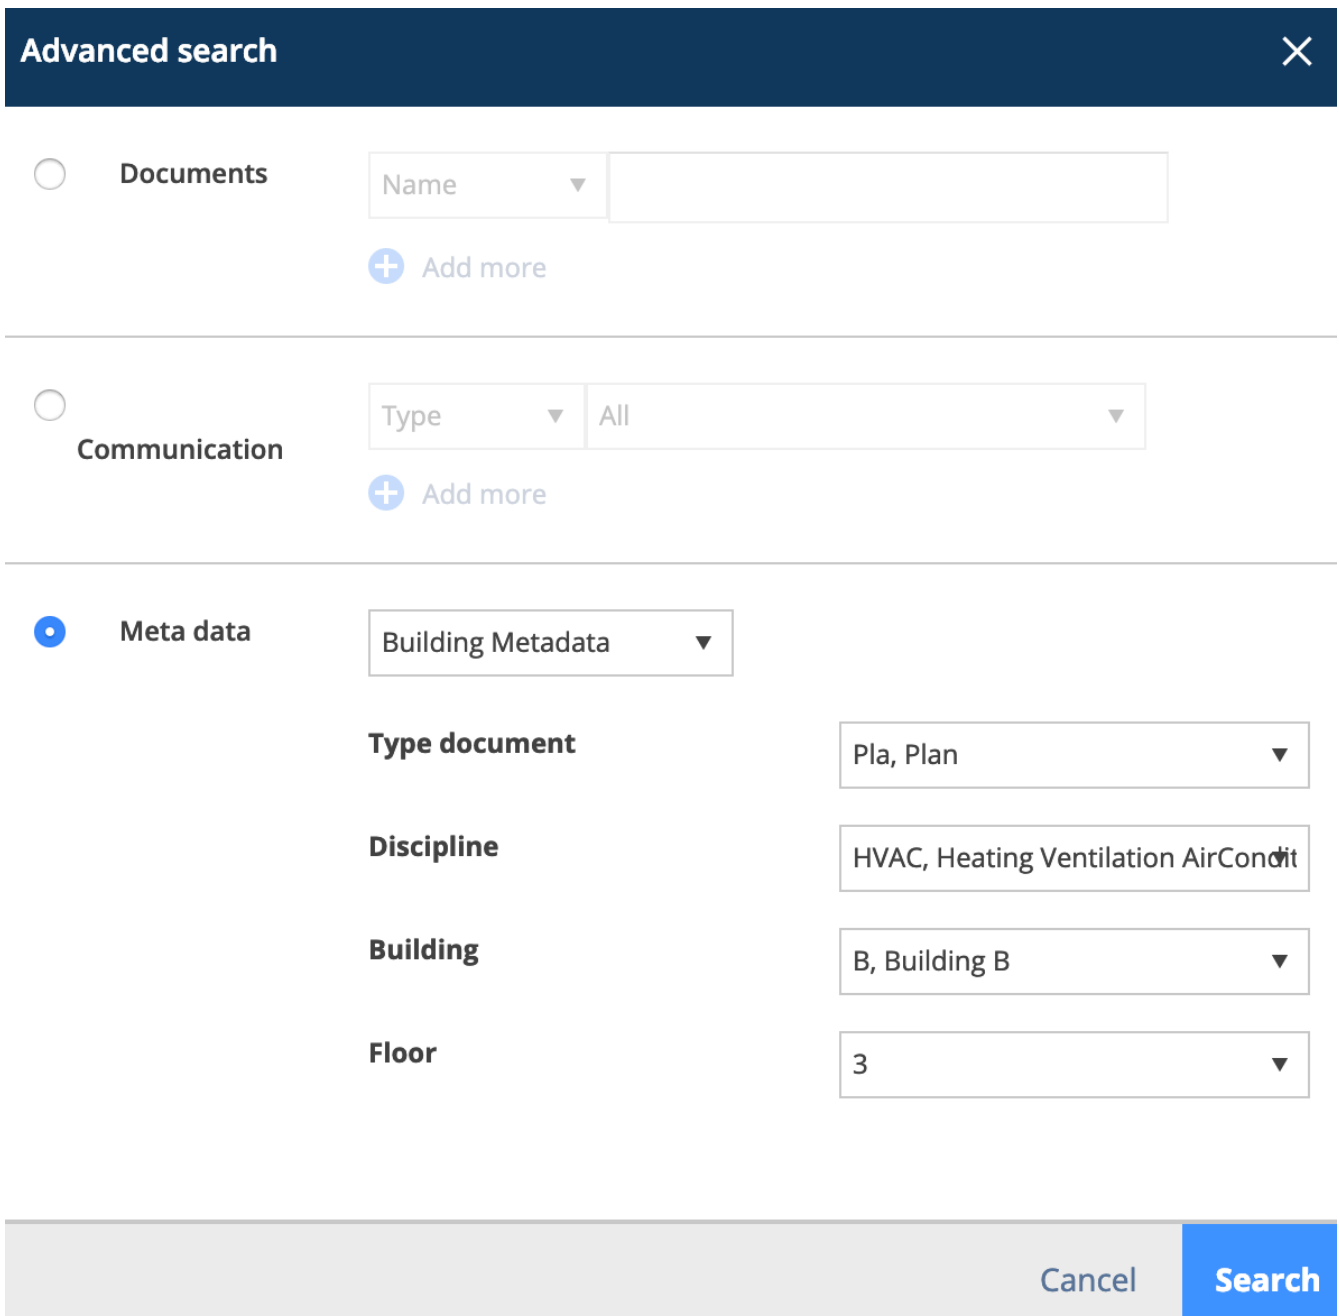 Advanced search
Documents
Name
Add more
Communication
Type
All
Add more
Meta data
Building Metadata
Type document
Pla, Plan
Discipline
HVAC, Heating Ventilation AirCondit
Building
B, Building B
Floor
3
Cancel
Search